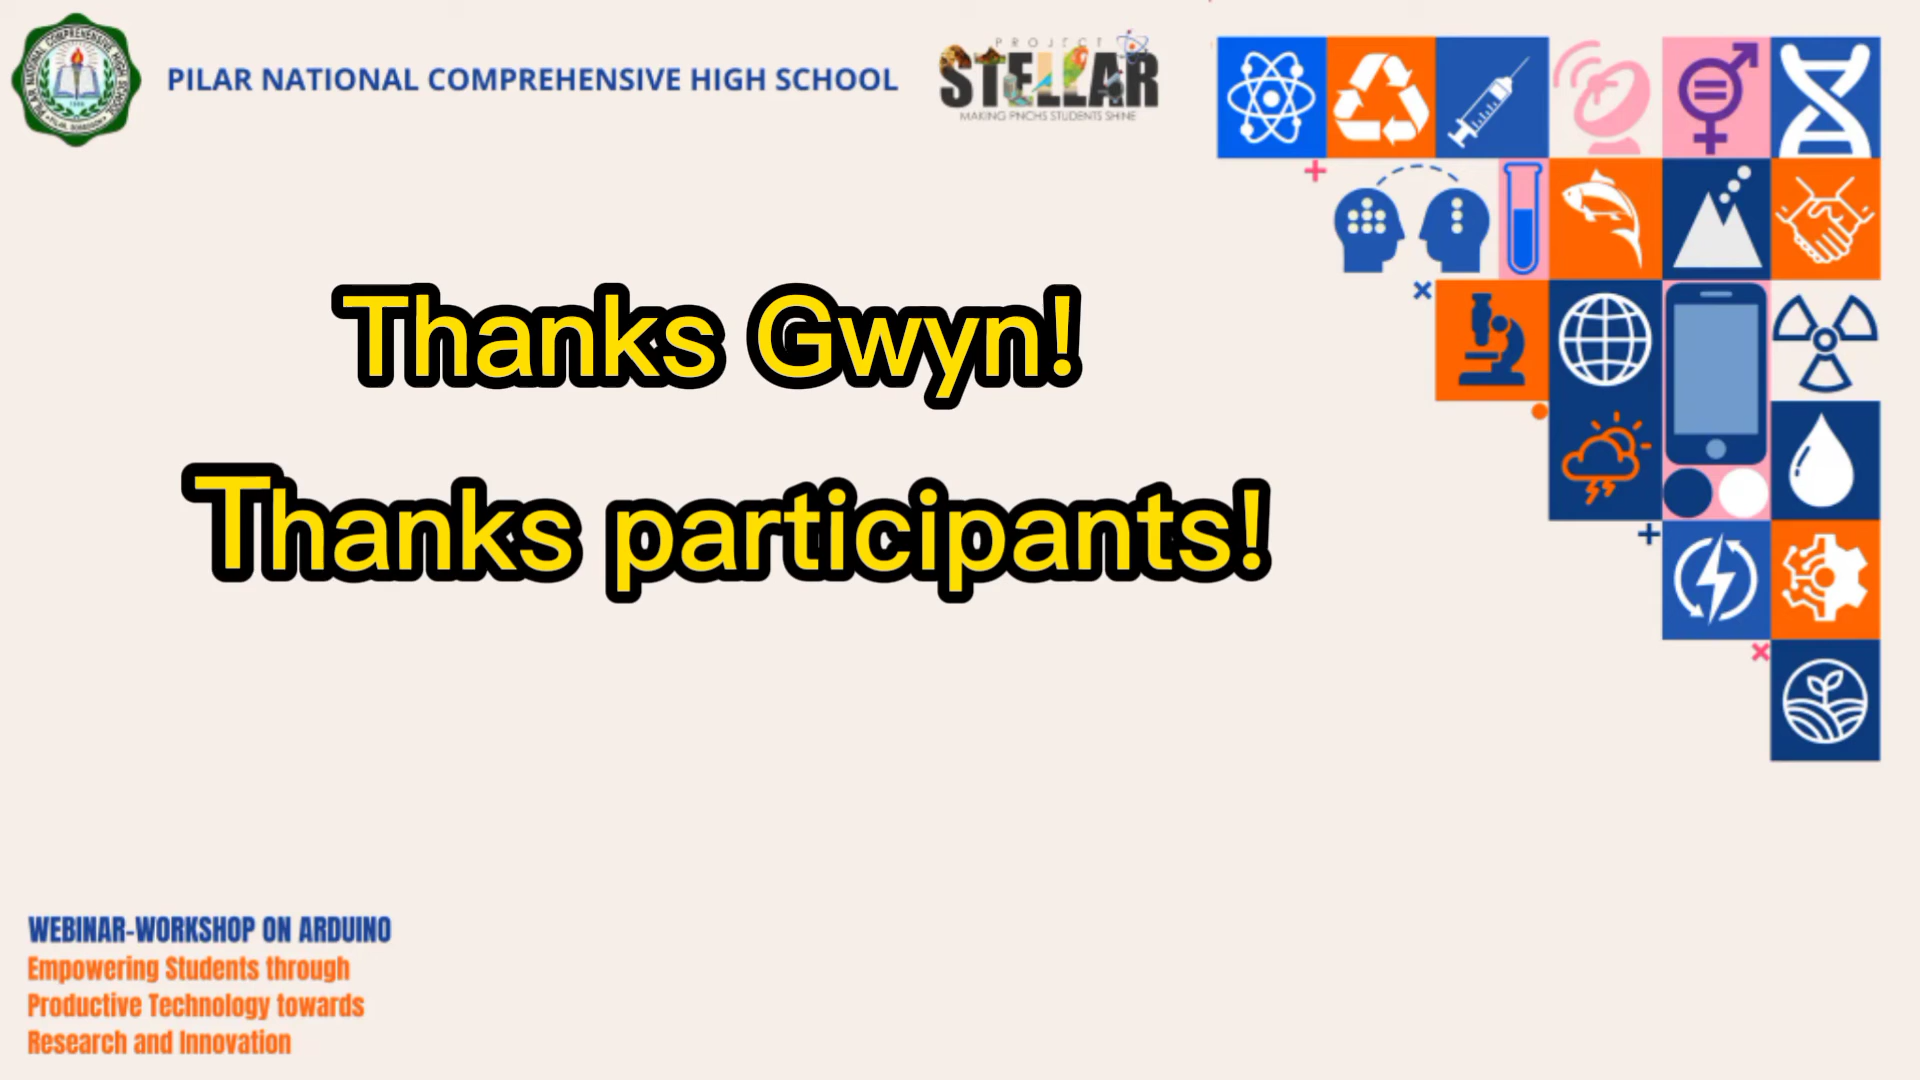 PILAR NATIONAL COMPREHENSIVE HIGH SCHOOL
PROJECT
STELLAR
MAKING PNCHS STUDENTS SHINE
Thanks Gwyn!
Thanks participants!
WEBINAR-WORKSHOP ON ARDUINO
Empowering Students through
Productive Technology towards
Research and Innovation